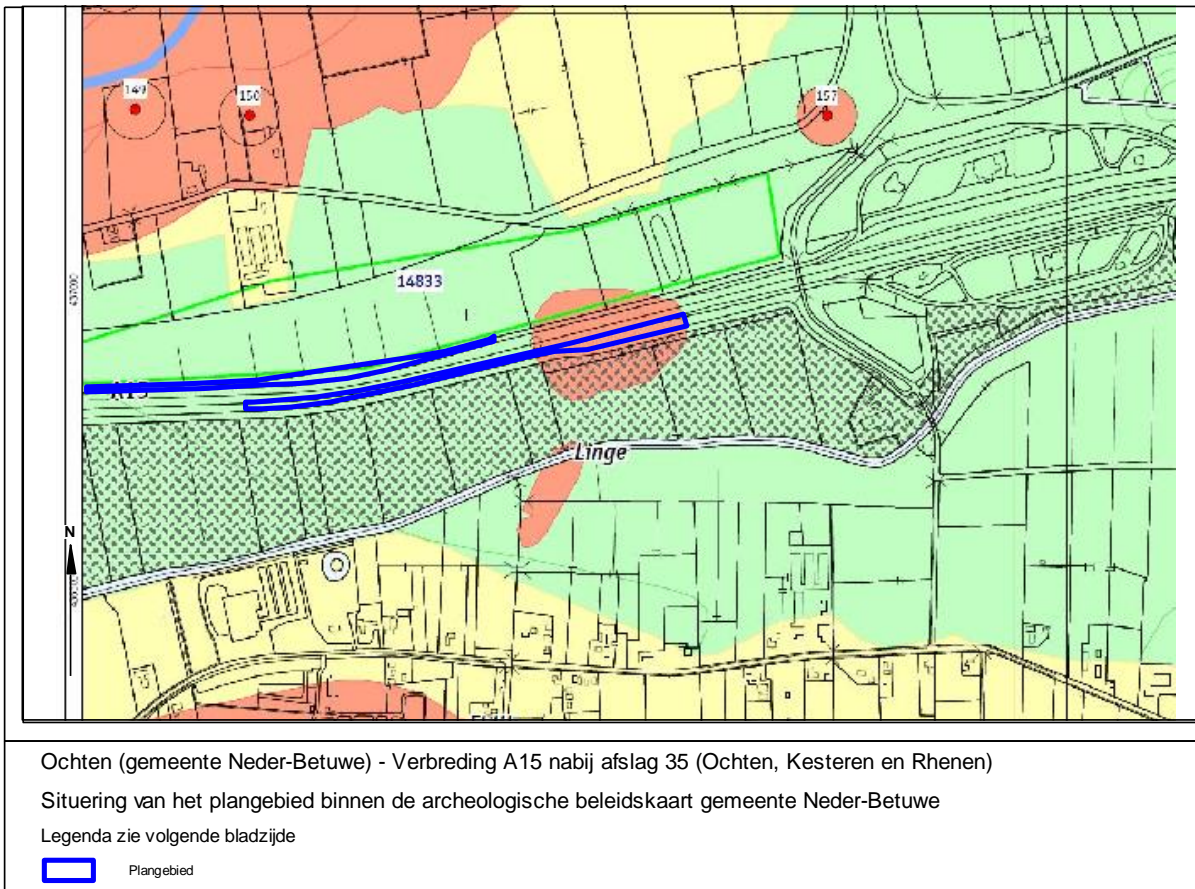 149
150
157
14833
A15
Linge
N
Ochten (gemeente Neder-Betuwe) - Verbreding A15 nabij afslag 35 (Ochten, Kesteren en Rhenen)
Situering van het plangebied binnen de archeologische beleidskaart gemeente Neder-Betuwe
Legenda zie volgende bladzijde
Plangebied